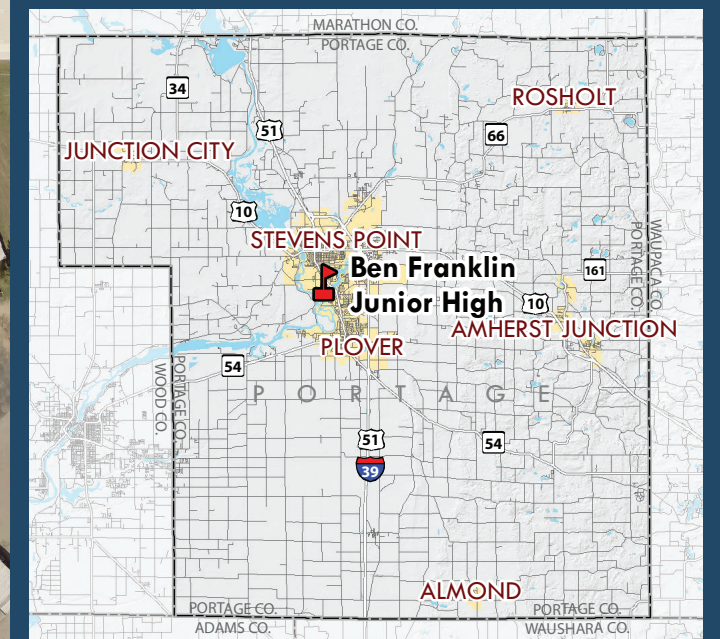 MARATHON CO.
PORTAGE CO.
34
ROSHOLT
51
66
JUNCTION CITY
10
STEVENS POINT
WAUPACA CO.
PORTAGE CO.
Ben Franklin
Junior High
161
10
AMHERST JUNCTION
PLOVER
54
PORTAGE CO.
WOOD CO.
PORTAGE
51
39
54
ALMOND
PORTAGE CO.
ADAMS CO.
PORTAGE CO.
WAUSHARA CO.